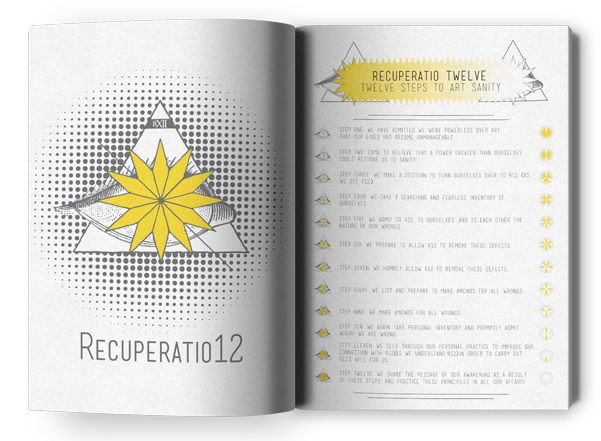 RXII
RECUPERATIO12
RECUPERATIO TWELVE
TWELVE STEPS TO ART SANITY
STEP ONE: WE HAVE ADMITTED WE WERE POWERLESS OVER ART
THAT OUR LIVES HAD BECOME UNMANAGEABLE.
STEP TWO: CAME TO BELIEVE THAT A POWER GREATER THAN OURSELVES
COULD RESTORE US TO SANITY.
STEP THREE: WE MAKE A DECISION TO TURN OURSELVES OVER TO R12 (AS
WE SEE R12)
STEP FOUR: WE TAKE A SEARCHING AND FEARLESS INVENTORY OF
OURSELVES.
STEP FIVE: WE ADMIT TO R12 TO OURSELVES, AND TO EACH OTHER THE
NATURE OF OUR WRONGS.
STEP SIX: WE PREPARE TO ALLOW R12 TO REMOVE THESE DEFECTS.
STEP SEVEN: WE HUMBLY ALLOW R12 TO REMOVE THESE DEFECTS.
STEP EIGHT: WE LIST AND PREPARE TO MAKE AMENDS FOR ALL WRONGS.
STEP NINE: WE MAKE AMENDS FOR ALL WRONGS.
STEP TEN: WE AGAIN TAKE PERSONAL INVENTORY AND PROMPTLY ADMIT
WHERE WE ARE WRONG.
STEP ELEVEN: WE SEEK THROUGH OUR PERSONAL PRACTICE TO IMPROVE OUR
CONNECTION WITH R12(AS WE UNDERSTAND R12) IN ORDER TO CARRY OUT
R12'S WILL FOR US.
STEP TWELVE: WE SHARE THE MESSAGE OF OUR AWAKENING AS A RESULT
OF THESE STEPS, AND PRACTICE THESE PRINCIPLES IN ALL OUR AFFAIRS.